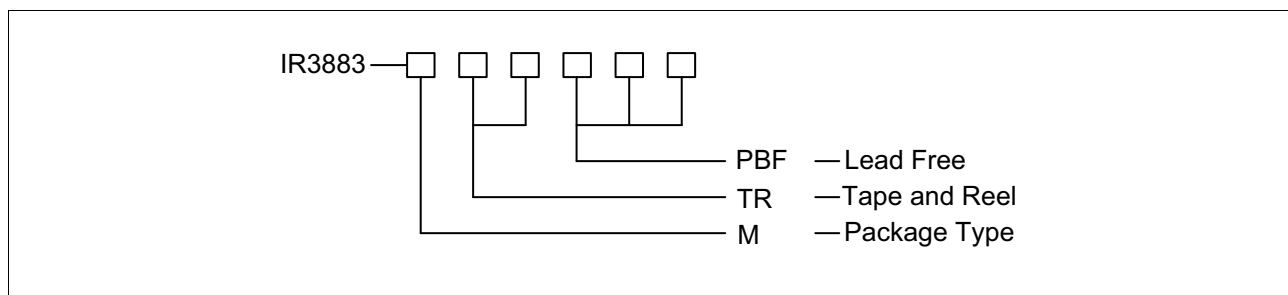 IR3883
PBF — Lead Free
TR — Tape and Reel
M — Package Type